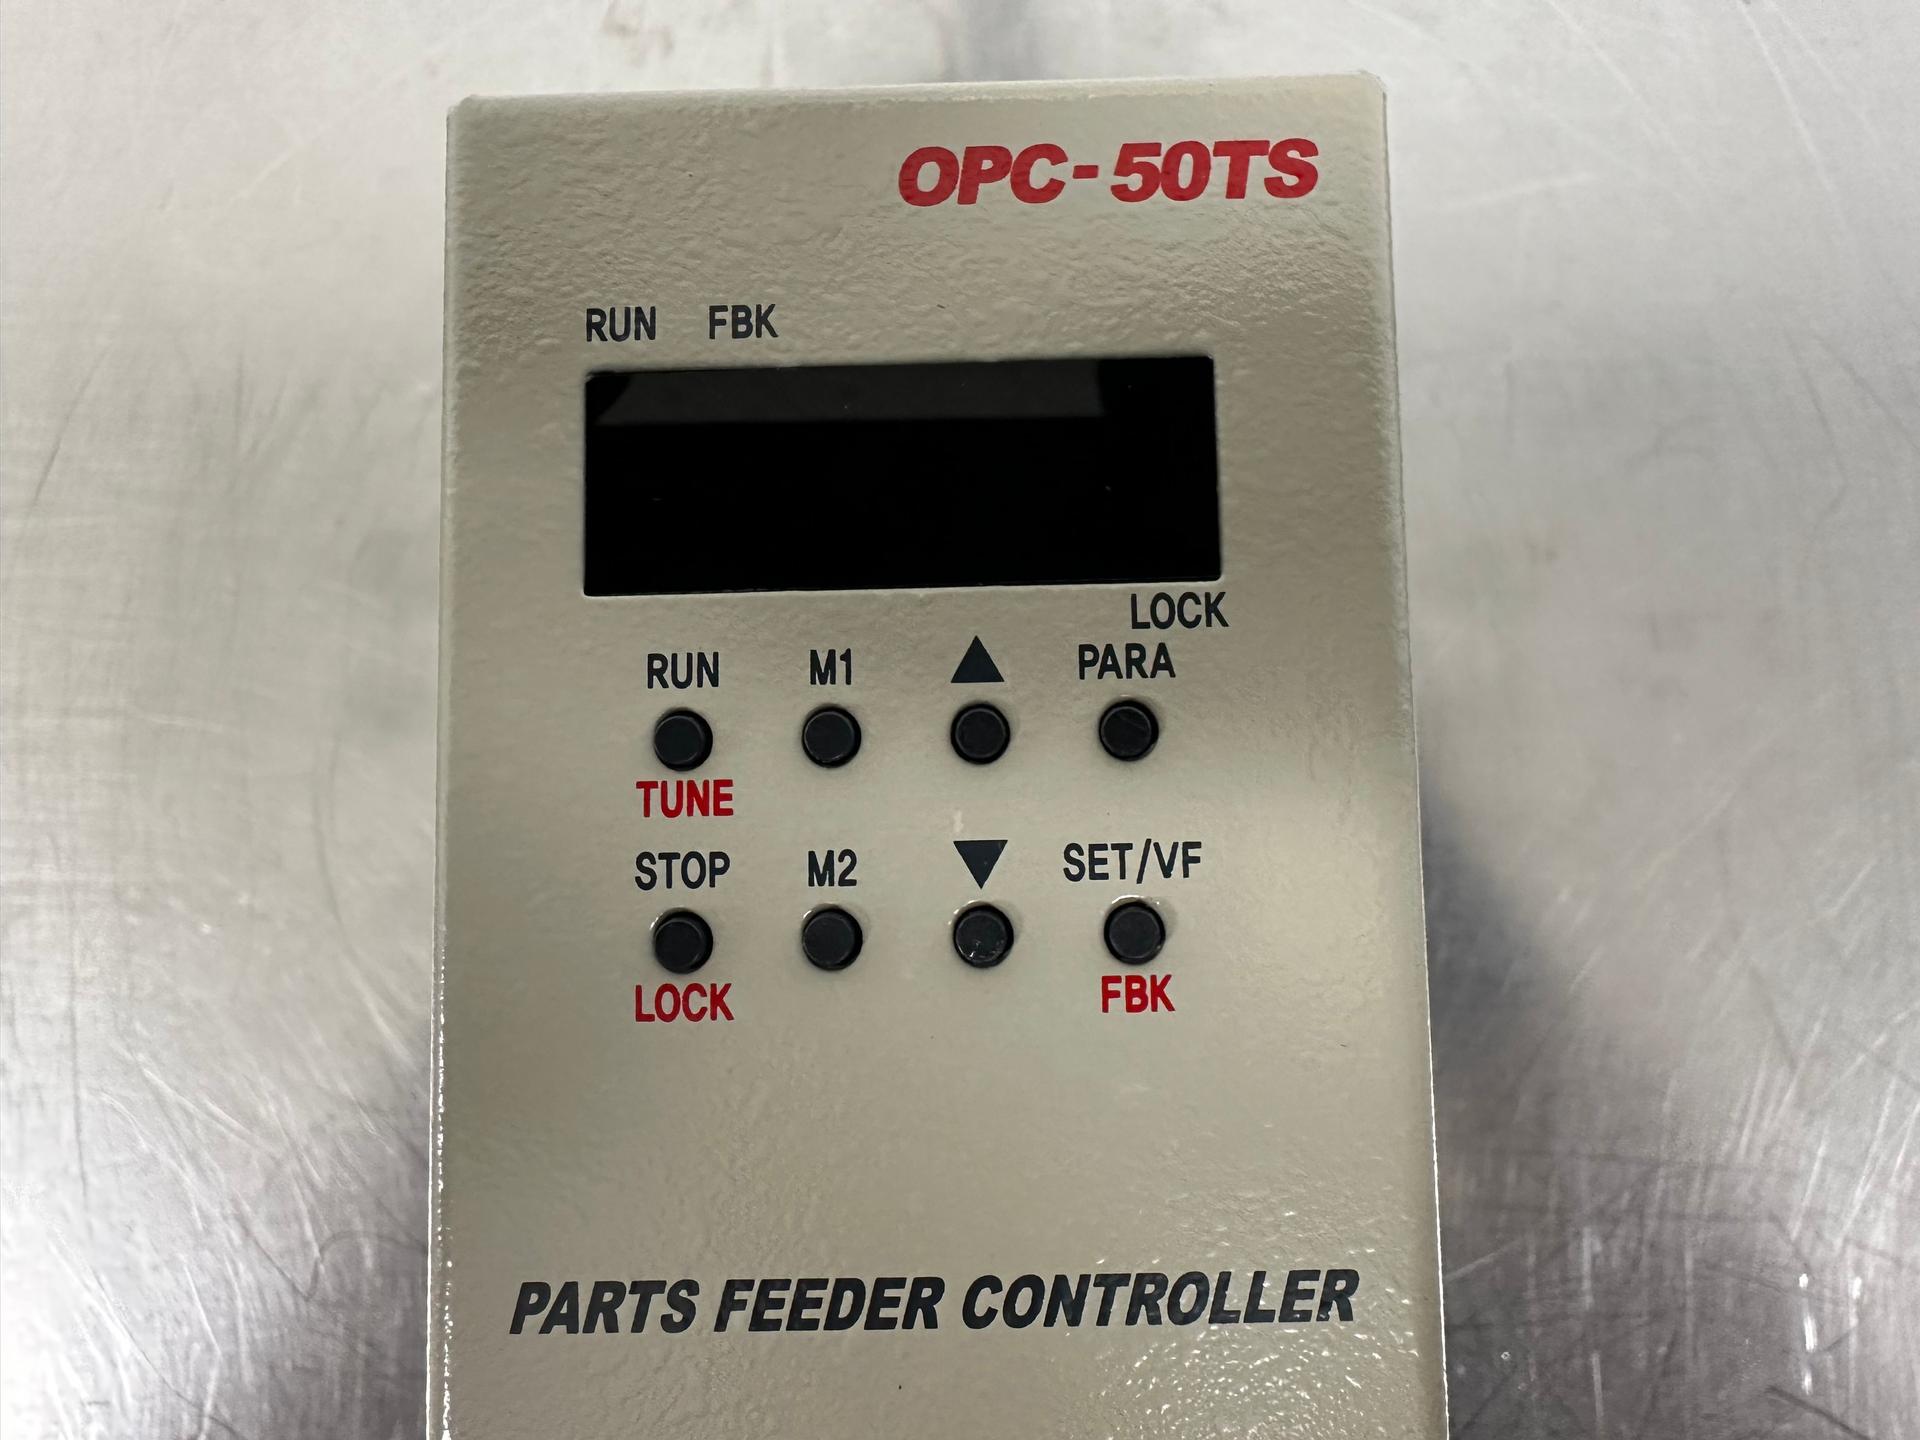 OPC-50TS
RUN FBK
LOCK
RUN M1 ▲ PARA
TUNE
STOP M2 ▼ SET/VF
LOCK FBK
PARTS FEEDER CONTROLLER